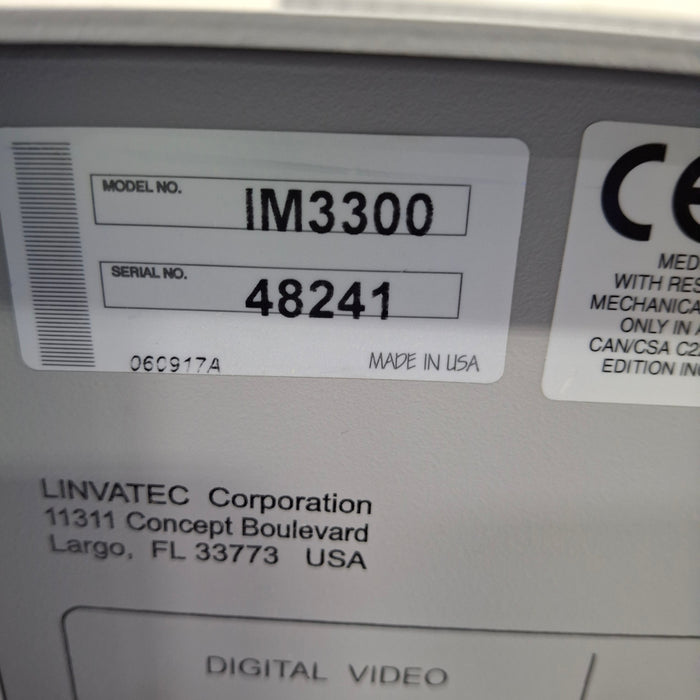 MODEL NO.
IM3300
SERIAL NO.
48241
060917A
MADE IN USA
CE
MED
WITH RES
MECHANICA
ONLY IN A
CAN/CSA C2
EDITION IN
LINVATEC Corporation
11311 Concept Boulevard
Largo, FL 33773 USA
DIGITAL VIDEO